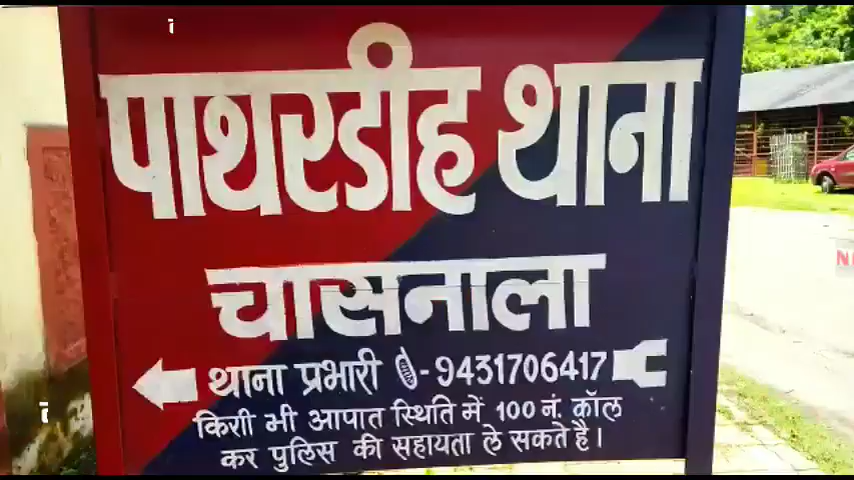 पाथरडीह थाना
चासनाला
थाना प्रभारी -9431706417
किसी भी आपात स्थिति में 100 नं. कॉल
कर पुलिस की सहायता ले सकते है।